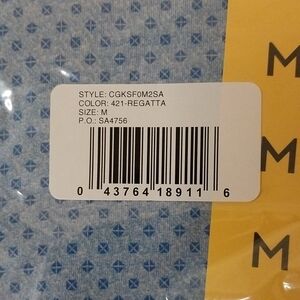 STYLE: CGKSF0M2SA
COLOR: 421-REGATTA
SIZE: M
P.O.: SA4756
0 43764 18911 6
M
M
M